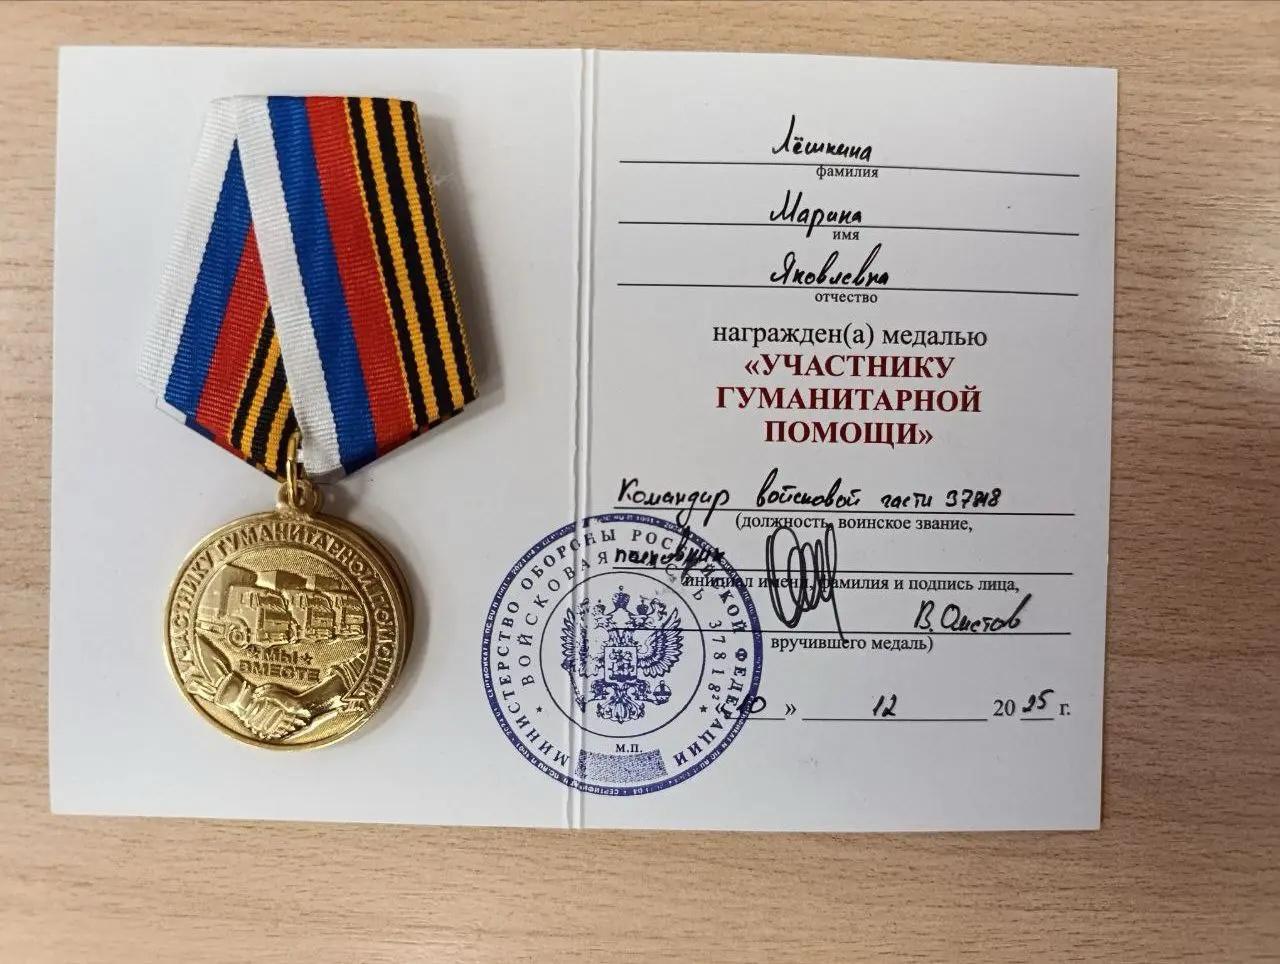 УЧАСТНИКУ ГУМАНИТАРНОЙ ПОМОЩИ
МЫ
ВМЕСТЕ
Лёшкина
фамилия
Марина
имя
Яковлевна
отчество
награжден(а) медалью
«УЧАСТНИКУ
ГУМАНИТАРНОЙ
ПОМОЩИ»
Командир войсковой части 37818
(должность, воинское звание,
полковник
инициал имени, фамилия и подпись лица,
вручившего медаль)
10 » 12 2025 г.
МИНИСТЕРСТВО ОБОРОНЫ РОССИЙСКОЙ ФЕДЕРАЦИИ
ВОЙСКОВАЯ ЧАСТЬ 37818
М.П.